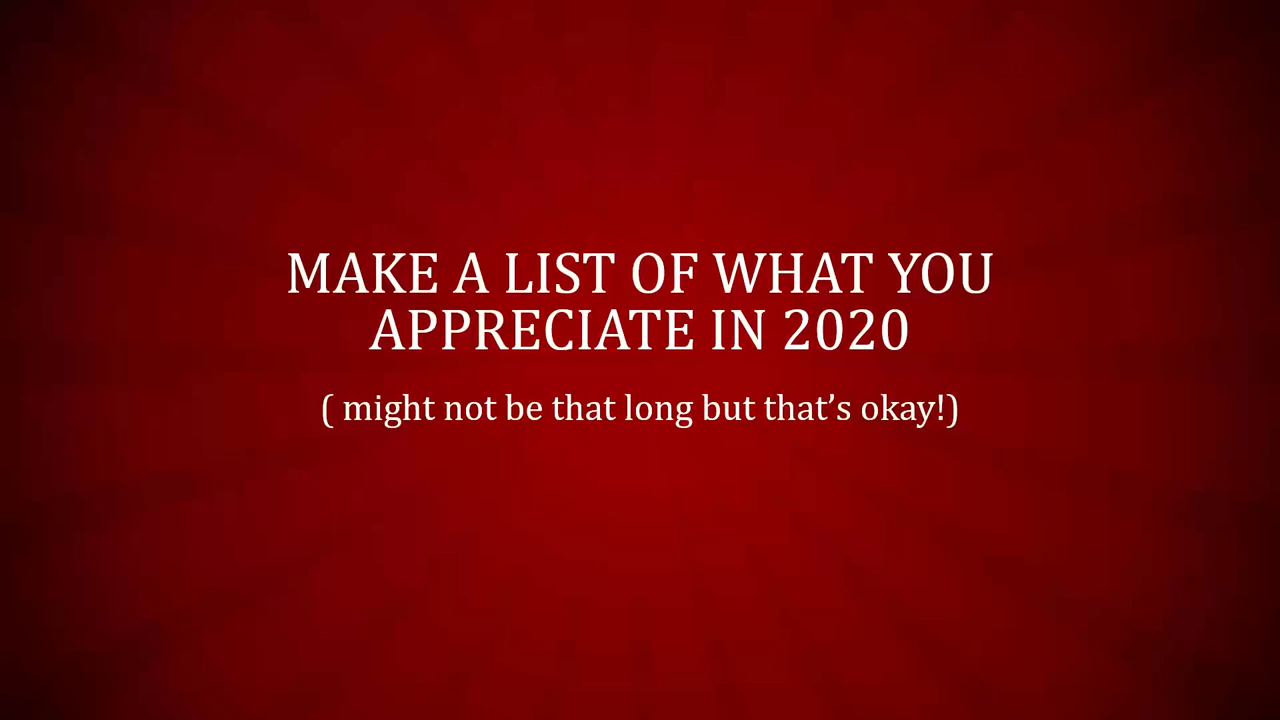 MAKE A LIST OF WHAT YOU
APPRECIATE IN 2020
( might not be that long but that’s okay!)